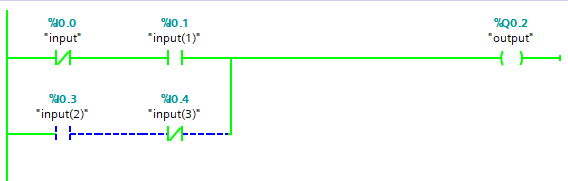 %I0.0 %I0.1 %Q0.2
"input" "input(1)" "output"
%I0.3 %I0.4
"input(2)" "input(3)"